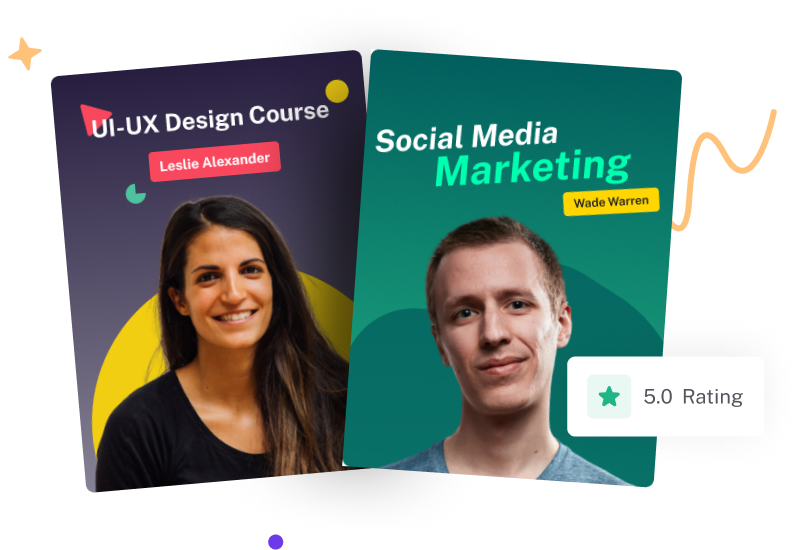 UI-UX Design Course
Leslie Alexander
Social Media
Marketing
Wade Warren
5.0 Rating